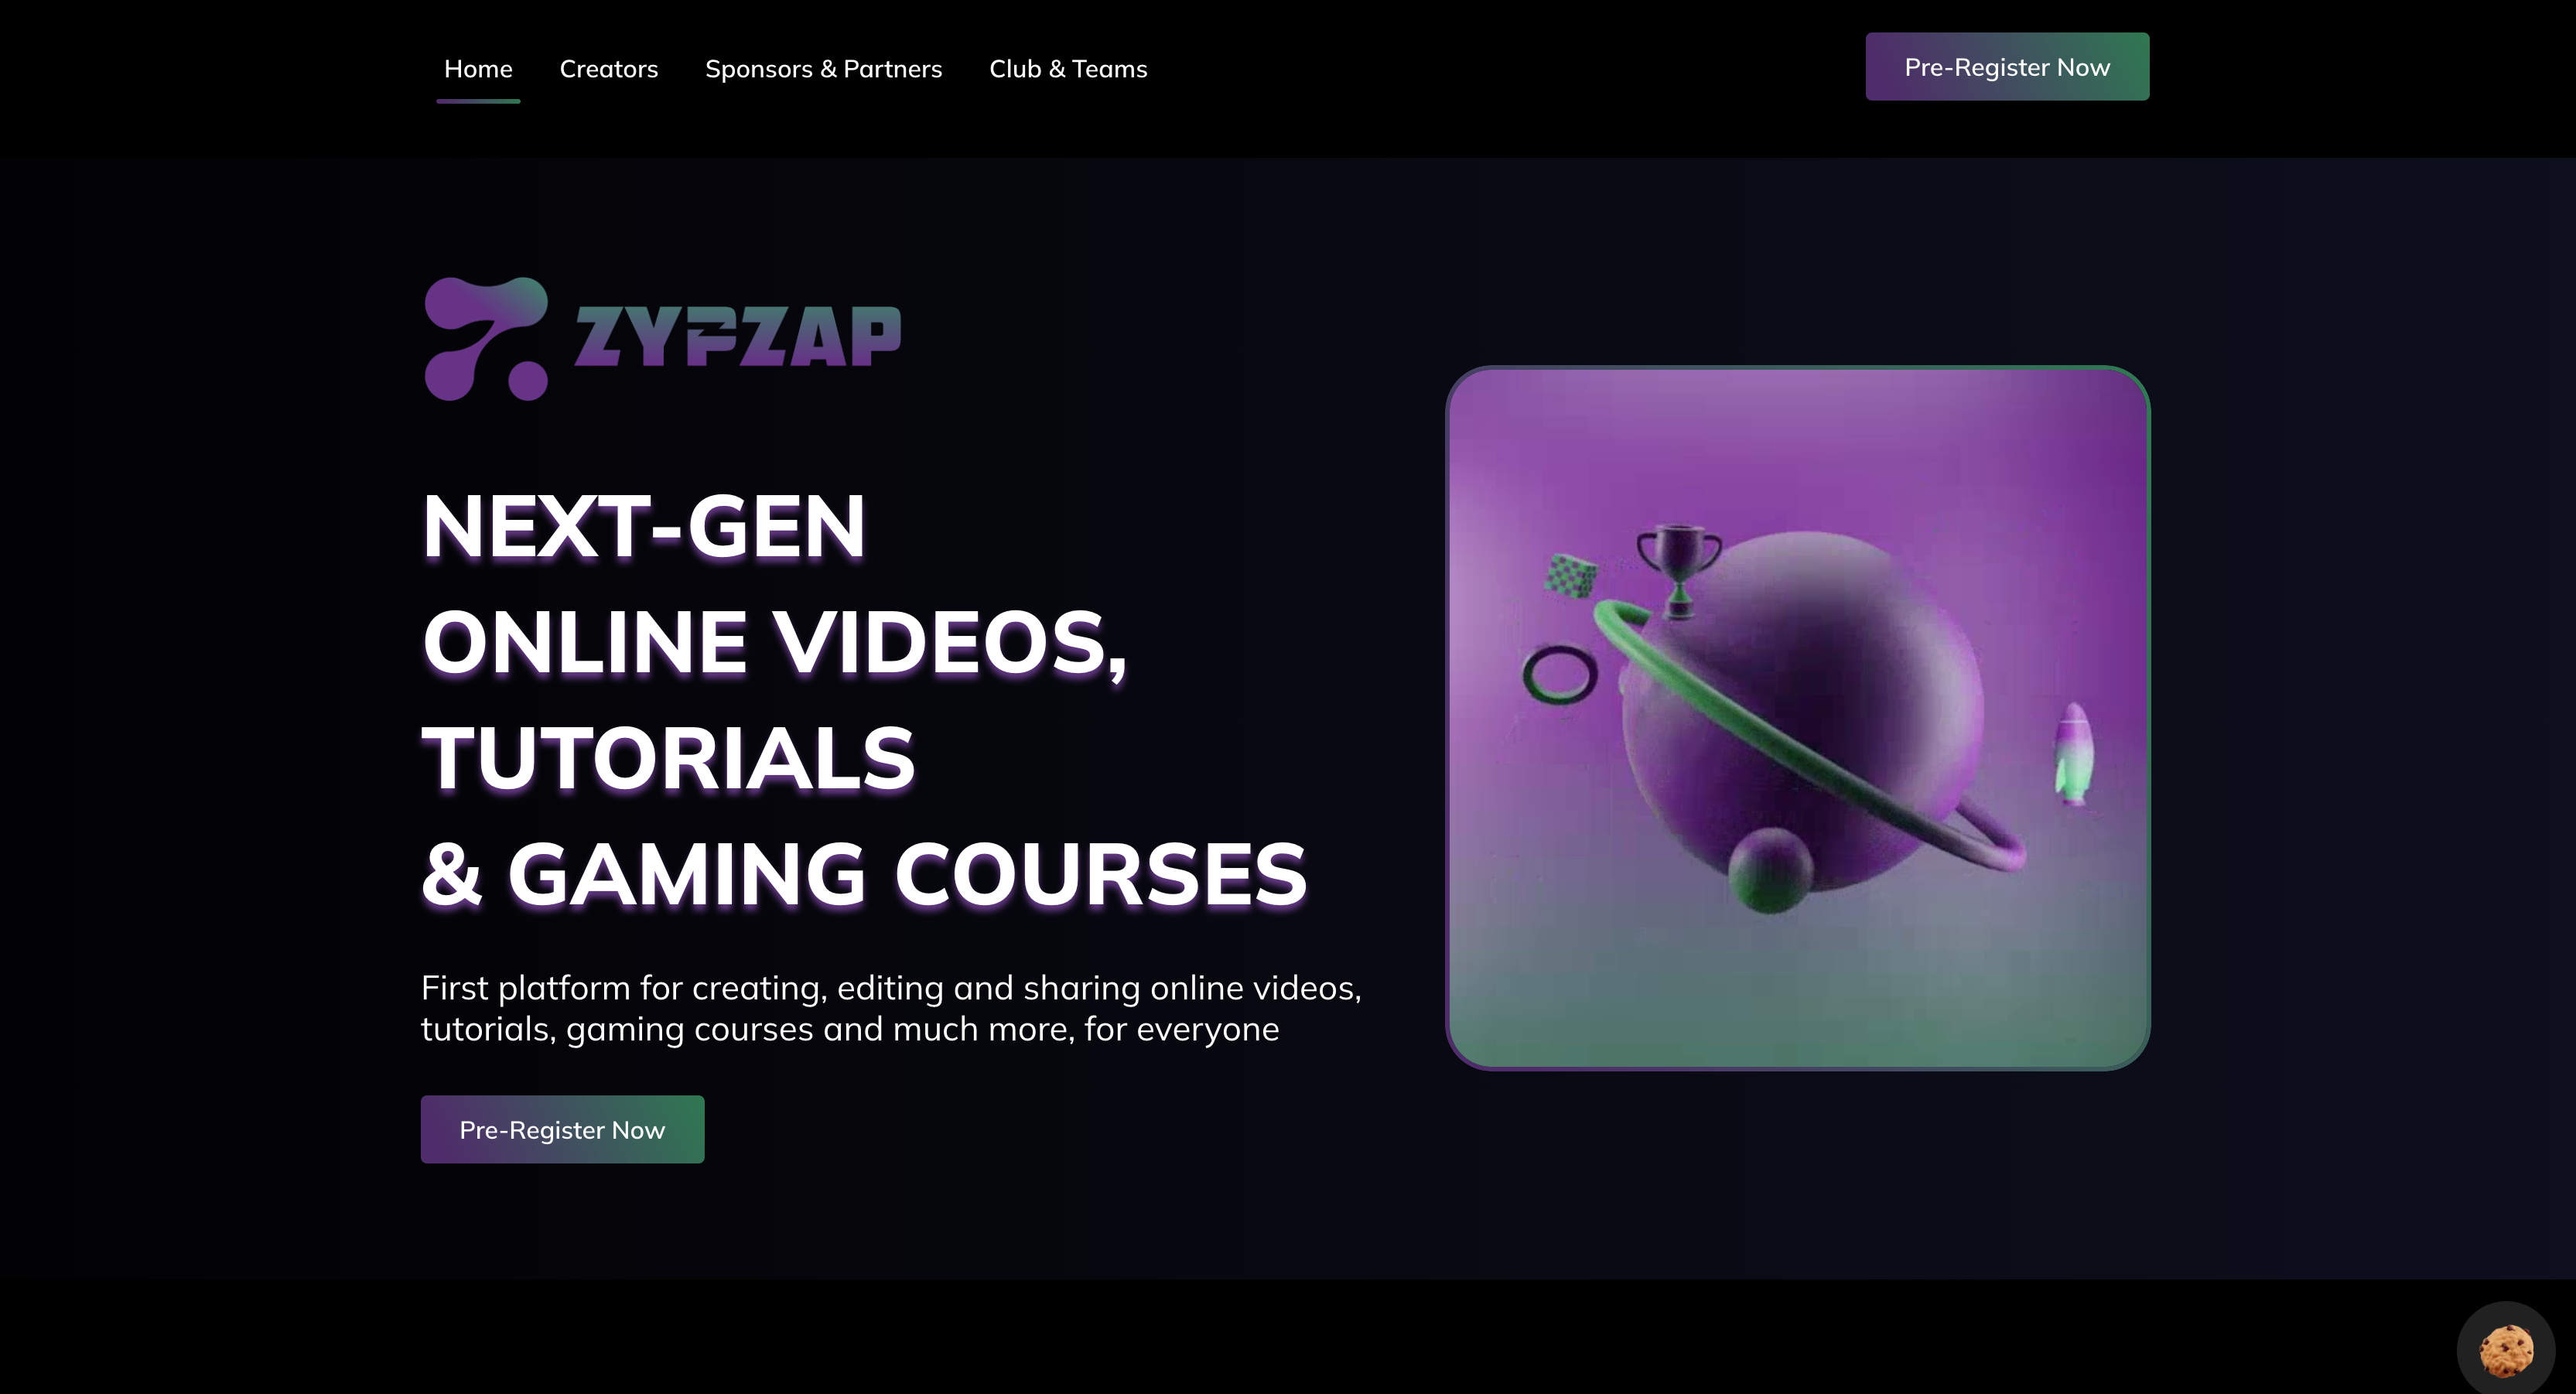 Home
Creators
Sponsors & Partners
Club & Teams
Pre-Register Now
ZYPZAP
NEXT-GEN
ONLINE VIDEOS,
TUTORIALS
& GAMING COURSES
First platform for creating, editing and sharing online videos,
tutorials, gaming courses and much more, for everyone
Pre-Register Now